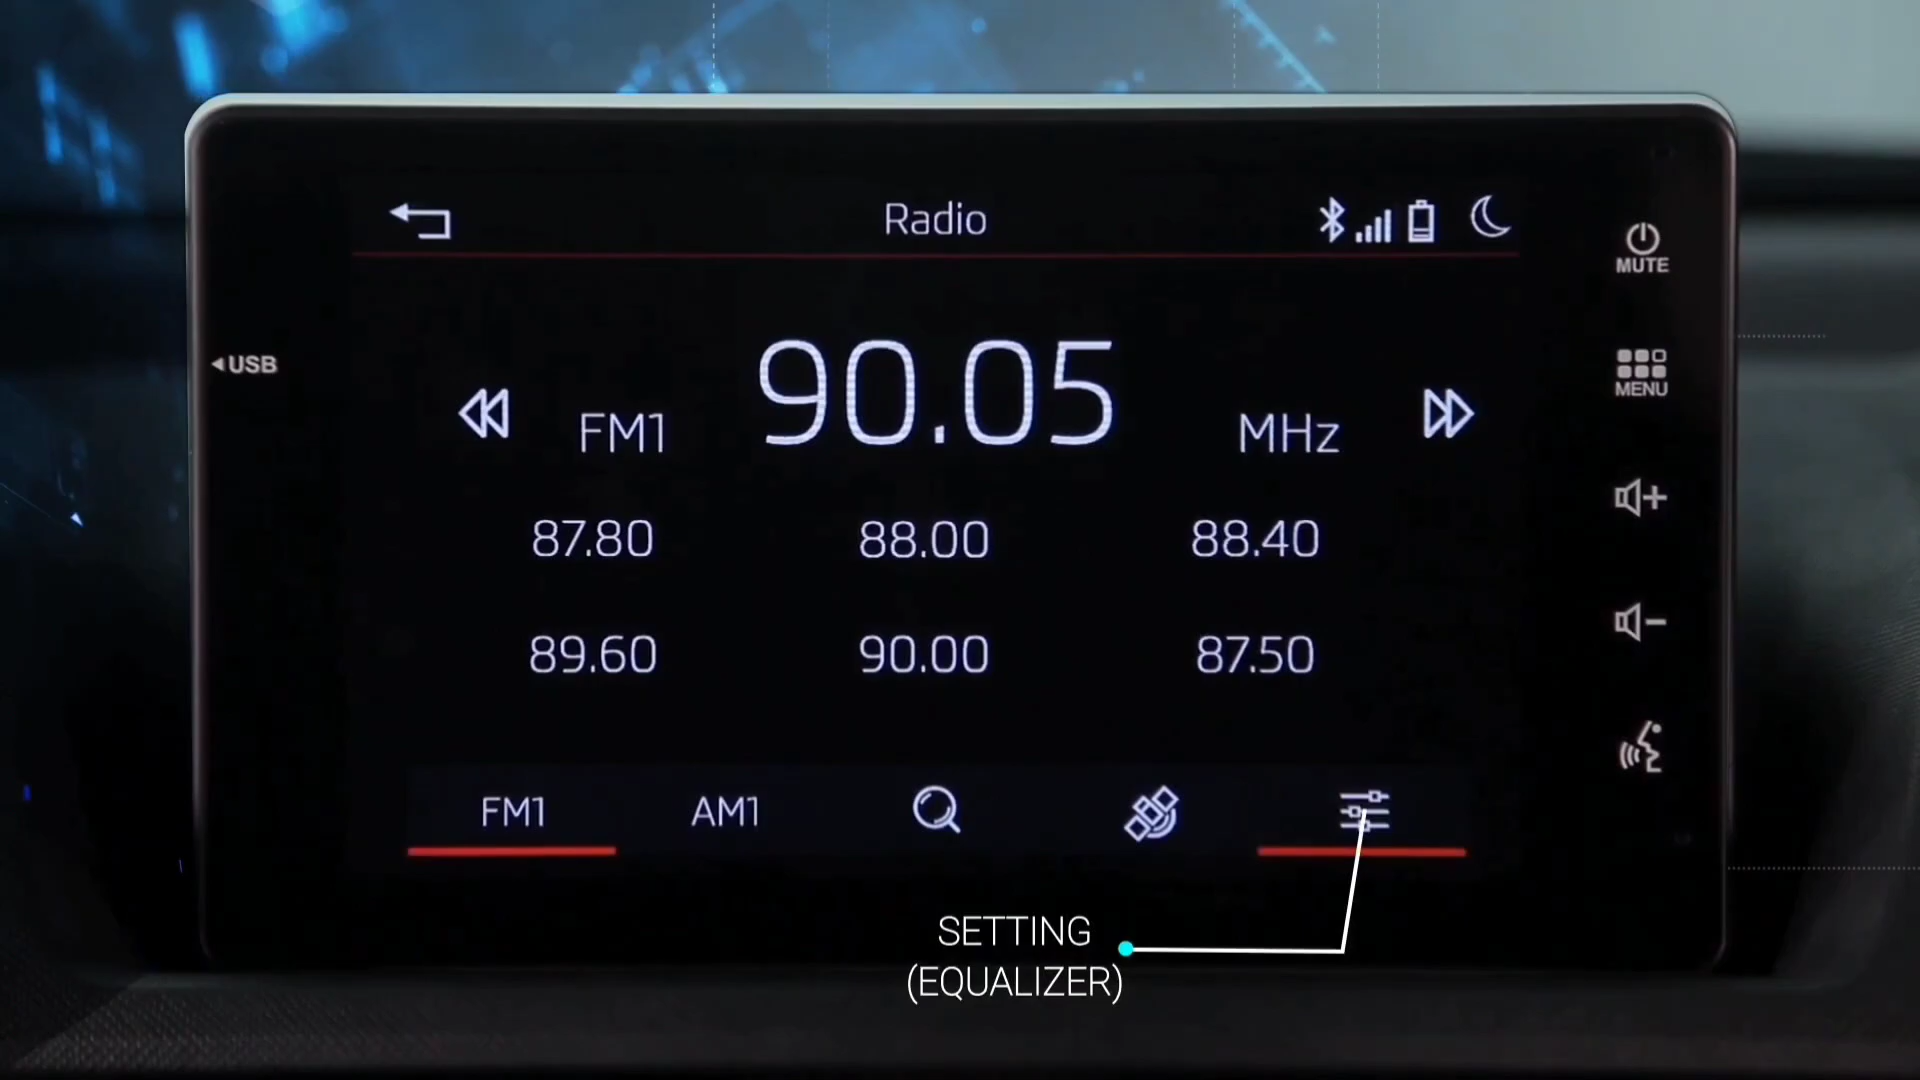 Radio
MUTE
USB
MENU
FM1 90.05 MHz
87.80 88.00 88.40
89.60 90.00 87.50
FM1 AM1
SETTING
(EQUALIZER)